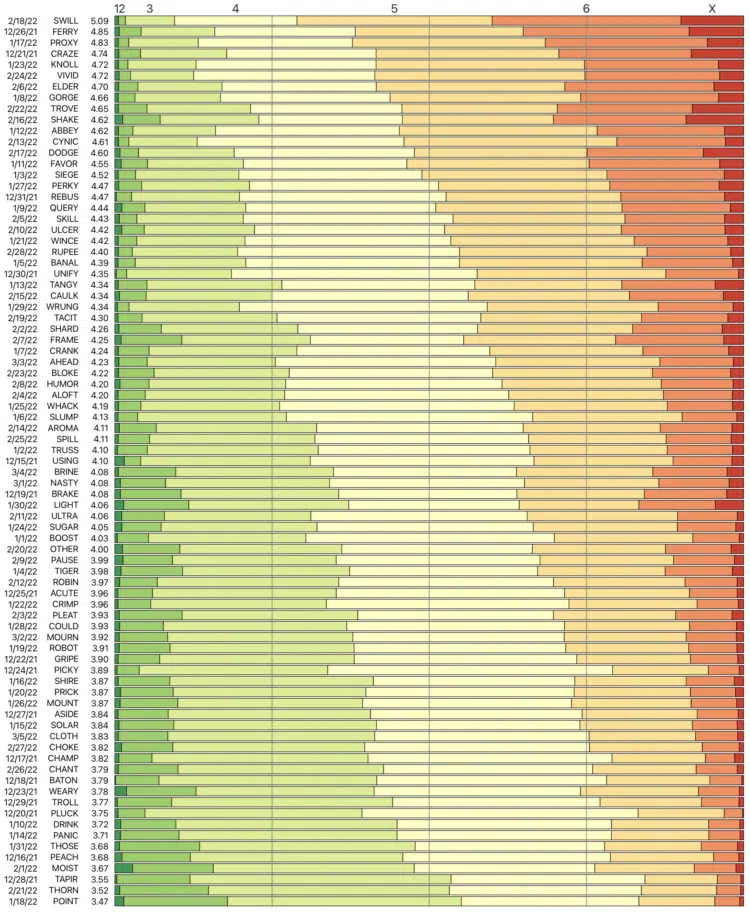 12 3 4 5 6 X
2/18/22 SWILL 5.09
12/26/21 FERRY 4.85
1/17/22 PROXY 4.83
12/21/21 CRAZE 4.74
1/23/22 KNOLL 4.72
2/24/22 VIVID 4.72
2/6/22 ELDER 4.70
1/8/22 GORGE 4.66
2/22/22 TROVE 4.65
2/16/22 SHAKE 4.62
1/12/22 ABBEY 4.62
2/13/22 CYNIC 4.61
2/17/22 DODGE 4.60
1/11/22 FAVOR 4.55
1/3/22 SIEGE 4.52
1/27/22 PERKY 4.47
12/31/21 REBUS 4.47
1/9/22 QUERY 4.44
2/5/22 SKILL 4.43
2/10/22 ULCER 4.42
1/21/22 WINCE 4.42
2/28/22 RUPEE 4.40
1/5/22 BANAL 4.39
12/30/21 UNIFY 4.35
1/13/22 TANGY 4.34
2/15/22 CAULK 4.34
1/29/22 WRUNG 4.34
2/19/22 TACIT 4.30
2/2/22 SHARD 4.26
2/7/22 FRAME 4.25
1/7/22 CRANK 4.24
3/3/22 AHEAD 4.23
2/23/22 BLOKE 4.22
2/8/22 HUMOR 4.20
2/4/22 ALOFT 4.20
1/25/22 WHACK 4.19
1/6/22 SLUMP 4.13
2/14/22 AROMA 4.11
2/25/22 SPILL 4.11
1/2/22 TRUSS 4.10
12/15/21 USING 4.10
3/4/22 BRINE 4.08
3/1/22 NASTY 4.08
12/19/21 BRAKE 4.08
1/30/22 LIGHT 4.06
2/11/22 ULTRA 4.06
1/24/22 SUGAR 4.05
1/1/22 BOOST 4.03
2/20/22 OTHER 4.00
2/9/22 PAUSE 3.99
1/4/22 TIGER 3.98
2/12/22 ROBIN 3.97
12/25/21 ACUTE 3.96
1/22/22 CRIMP 3.96
2/3/22 PLEAT 3.93
1/28/22 COULD 3.93
3/2/22 MOURN 3.92
1/19/22 ROBOT 3.91
12/22/21 GRIPE 3.90
12/24/21 PICKY 3.89
1/16/22 SHIRE 3.87
1/20/22 PRICK 3.87
1/26/22 MOUNT 3.87
12/27/21 ASIDE 3.84
1/15/22 SOLAR 3.84
3/5/22 CLOTH 3.83
2/27/22 CHOKE 3.82
12/17/21 CHAMP 3.82
2/26/22 CHANT 3.79
12/18/21 BATON 3.79
12/23/21 WEARY 3.78
12/29/21 TROLL 3.77
12/20/21 PLUCK 3.75
1/10/22 DRINK 3.72
1/14/22 PANIC 3.71
1/31/22 THOSE 3.68
12/16/21 PEACH 3.68
2/1/22 MOIST 3.67
12/28/21 TAPIR 3.55
2/21/22 THORN 3.52
1/18/22 POINT 3.47